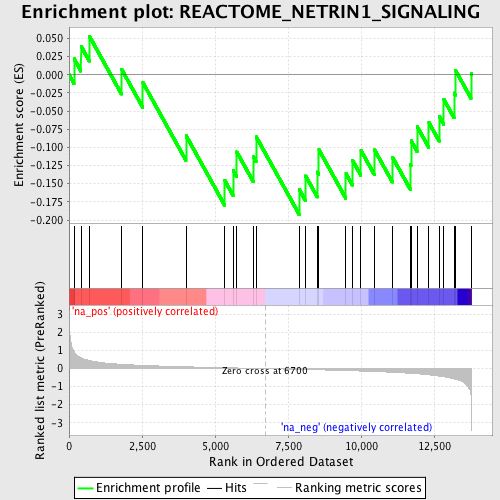 Enrichment plot: REACTOME_NETRIN1_SIGNALING
Enrichment score (ES)
0.050
0.025
0.000
-0.025
-0.050
-0.075
-0.100
-0.125
-0.150
-0.175
-0.200
'na_pos' (positively correlated)
Ranked list metric (PreRanked)
3
2
1
0
-1
-2
-3
Zero cross at 6700
'na_neg' (negatively correlated)
0
2,500
5,000
7,500
10,000
12,500
Rank in Ordered Dataset
Enrichment profile
Hits
Ranking metric scores